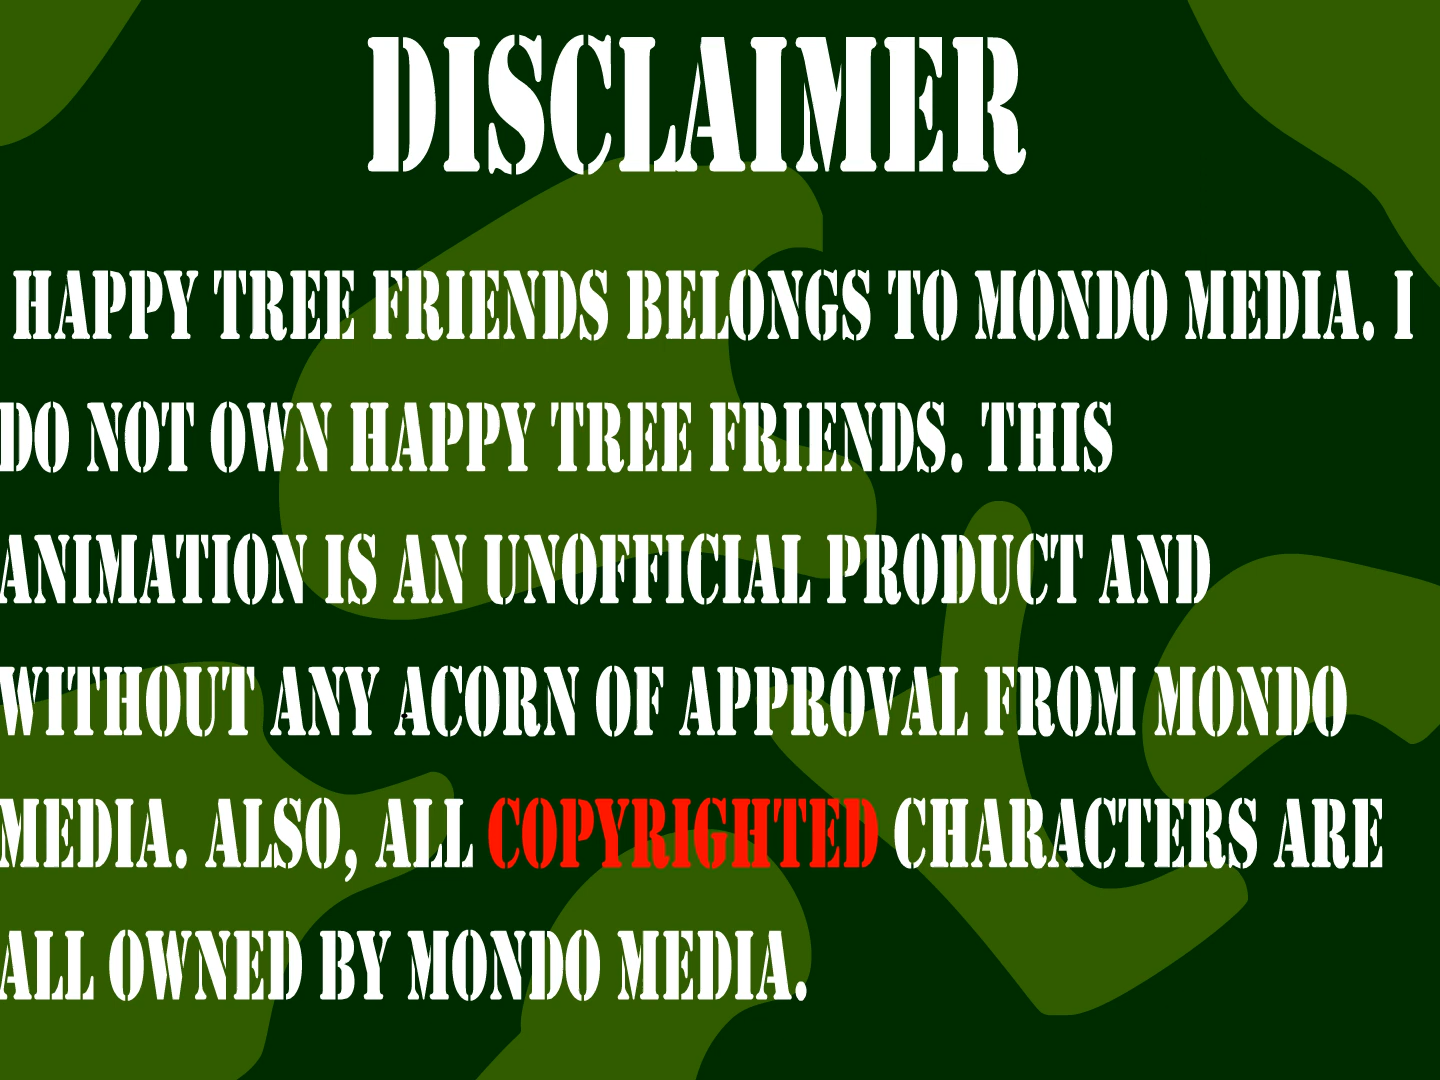 DISCLAIMER
HAPPY TREE FRIENDS BELONGS TO MONDO MEDIA. I
DO NOT OWN HAPPY TREE FRIENDS. THIS
ANIMATION IS AN UNOFFICIAL PRODUCT AND
WITHOUT ANY ACORN OF APPROVAL FROM MONDO
MEDIA. ALSO, ALL COPYRIGHTED CHARACTERS ARE
ALL OWNED BY MONDO MEDIA.